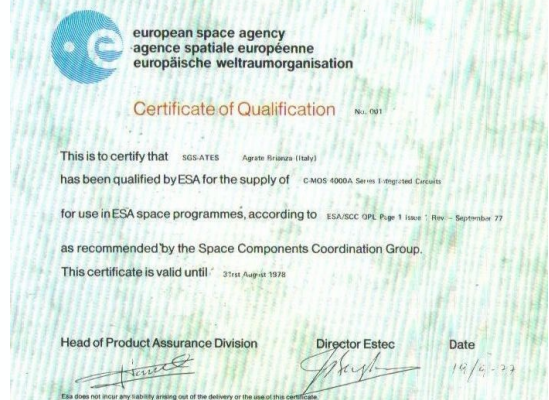 european space agency
agence spatiale européenne
europäische weltraumorganisation
Certificate of Qualification No. 001
This is to certify that SGS-ATES Agrate Brianza (Italy)
has been qualified by ESA for the supply of C-MOS 4000A Series Integrated Circuits
for use in ESA space programmes, according to ESA/SCC QPL Page 1 Issue 1 Rev - September 77
as recommended by the Space Components Coordination Group.
This certificate is valid until 31rst August 1978
Head of Product Assurance Division Director Estec Date
19/9-77
Esa does not incur any liability arising out of the delivery or the use of this certificate.